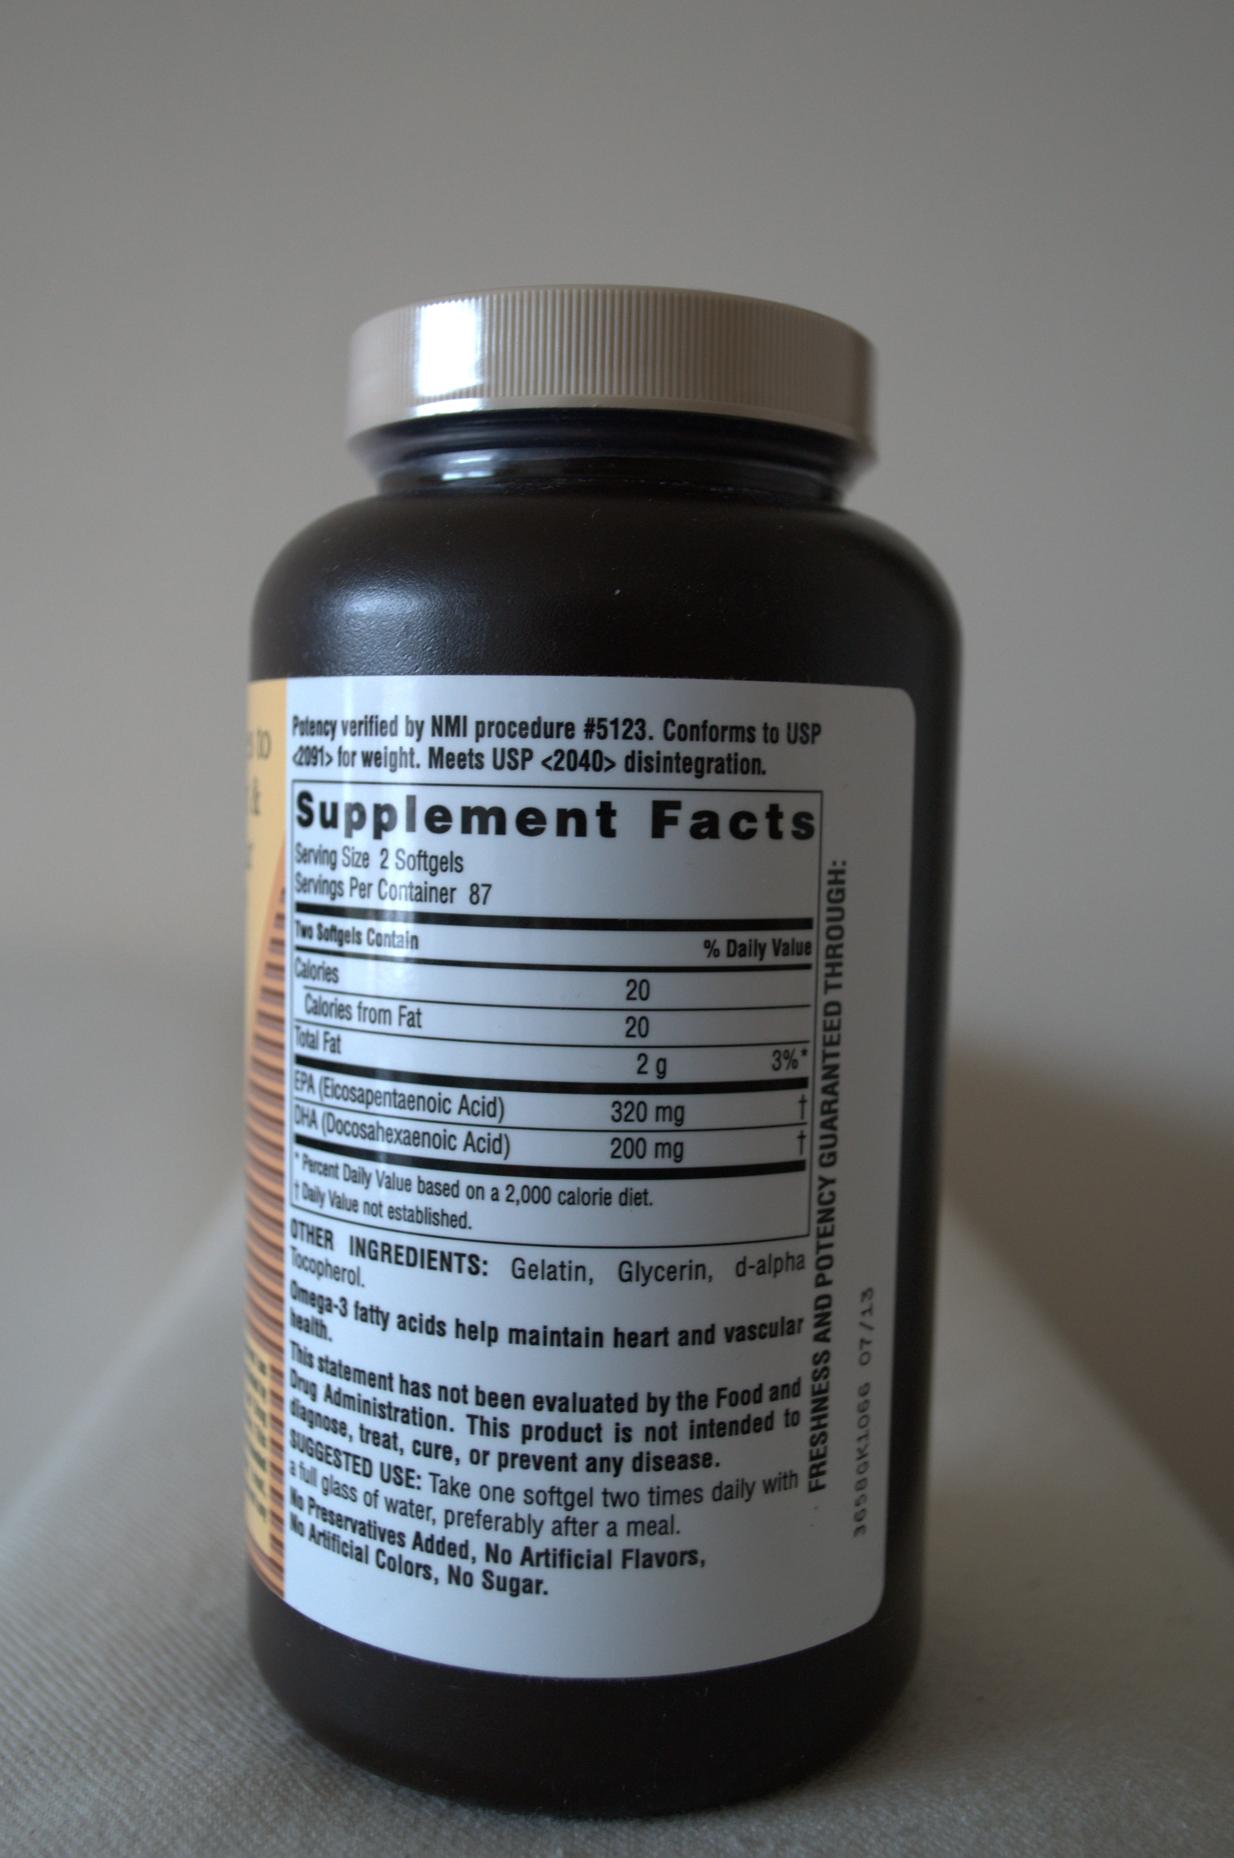 to
&
Potency verified by NMI procedure #5123. Conforms to USP
<2091> for weight. Meets USP <2040> disintegration.
Supplement Facts
Serving Size 2 Softgels
Servings Per Container 87
Two Softgels Contain % Daily Value
Calories 20
Calories from Fat 20
Total Fat 2 g 3%*
EPA (Eicosapentaenoic Acid) 320 mg †
DHA (Docosahexaenoic Acid) 200 mg †
* Percent Daily Value based on a 2,000 calorie diet.
† Daily Value not established.
OTHER INGREDIENTS: Gelatin, Glycerin, d-alpha
Tocopherol.
Omega-3 fatty acids help maintain heart and vascular
health.
This statement has not been evaluated by the Food and
Drug Administration. This product is not intended to
diagnose, treat, cure, or prevent any disease.
SUGGESTED USE: Take one softgel two times daily with
a full glass of water, preferably after a meal.
No Preservatives Added, No Artificial Flavors,
No Artificial Colors, No Sugar.
FRESHNESS AND POTENCY GUARANTEED THROUGH:
3658GK1066 07/13